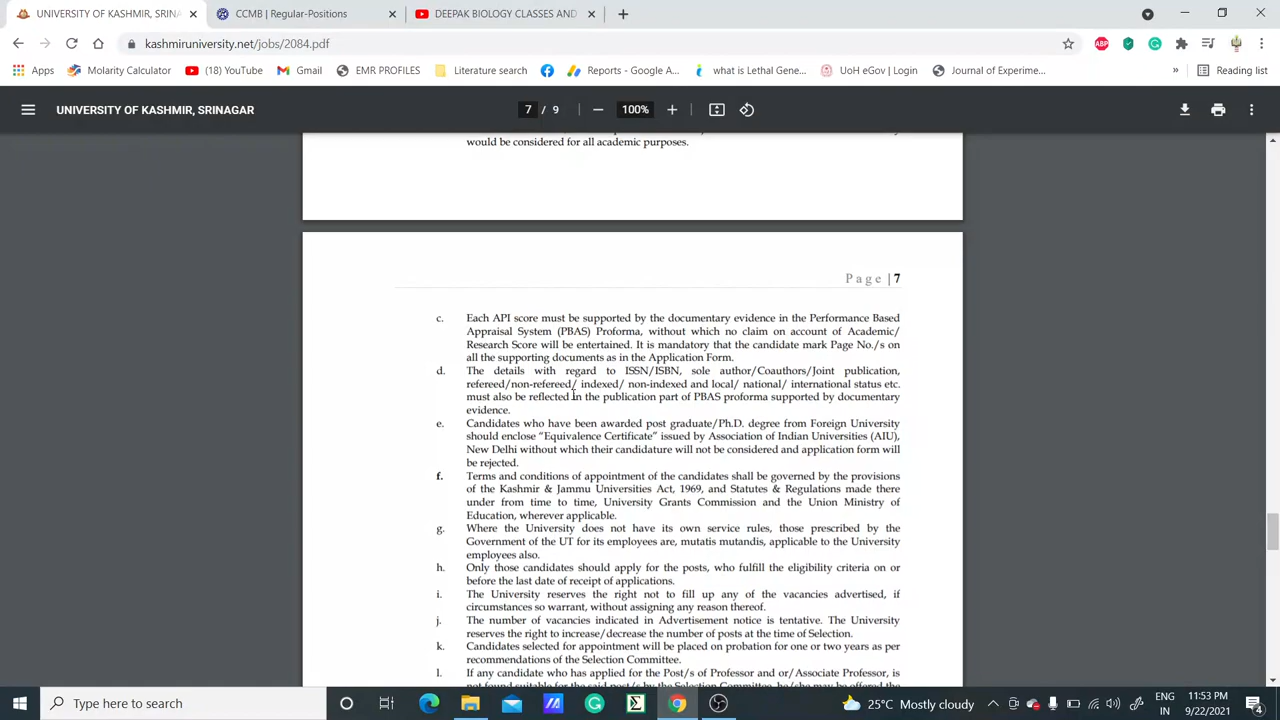 UNIVERSITY OF KASHMIR, SRINA
CCMB | Regular-Positions
DEEPAK BIOLOGY CLASSES AND
kashmiruniversity.net/jobs/2084.pdf
ABP
Apps
Molarity Calculator
(18) YouTube
Gmail
EMR PROFILES
Literature search
Reports - Google A...
what is Lethal Gene...
UoH eGov | Login
Journal of Experime...
»
Reading list
UNIVERSITY OF KASHMIR, SRINAGAR
7 / 9
100%
would be considered for all academic purposes.
Page | 7
c. Each API score must be supported by the documentary evidence in the Performance Based
Appraisal System (PBAS) Proforma, without which no claim on account of Academic/
Research Score will be entertained. It is mandatory that the candidate mark Page No./s on
all the supporting documents as in the Application Form.
d. The details with regard to ISSN/ISBN, sole author/Coauthors/Joint publication,
refereed/non-refereed/ indexed/ non-indexed and local/ national/ international status etc.
must also be reflected in the publication part of PBAS proforma supported by documentary
evidence.
e. Candidates who have been awarded post graduate/Ph.D. degree from Foreign University
should enclose “Equivalence Certificate” issued by Association of Indian Universities (AIU),
New Delhi without which their candidature will not be considered and application form will
be rejected.
f. Terms and conditions of appointment of the candidates shall be governed by the provisions
of the Kashmir & Jammu Universities Act, 1969, and Statutes & Regulations made there
under from time to time, University Grants Commission and the Union Ministry of
Education, wherever applicable.
g. Where the University does not have its own service rules, those prescribed by the
Government of the UT for its employees are, mutatis mutandis, applicable to the University
employees also.
h. Only those candidates should apply for the posts, who fulfill the eligibility criteria on or
before the last date of receipt of applications.
i. The University reserves the right not to fill up any of the vacancies advertised, if
circumstances so warrant, without assigning any reason thereof.
j. The number of vacancies indicated in Advertisement notice is tentative. The University
reserves the right to increase/decrease the number of posts at the time of Selection.
k. Candidates selected for appointment will be placed on probation for one or two years as per
recommendations of the Selection Committee.
l. If any candidate who has applied for the Post/s of Professor and or/Associate Professor, is
not found suitable for the said post/s by the Selection Committee, he/she may be offered the
Type here to search
25°C Mostly cloudy
ENG
IN
11:53 PM
9/22/2021
4